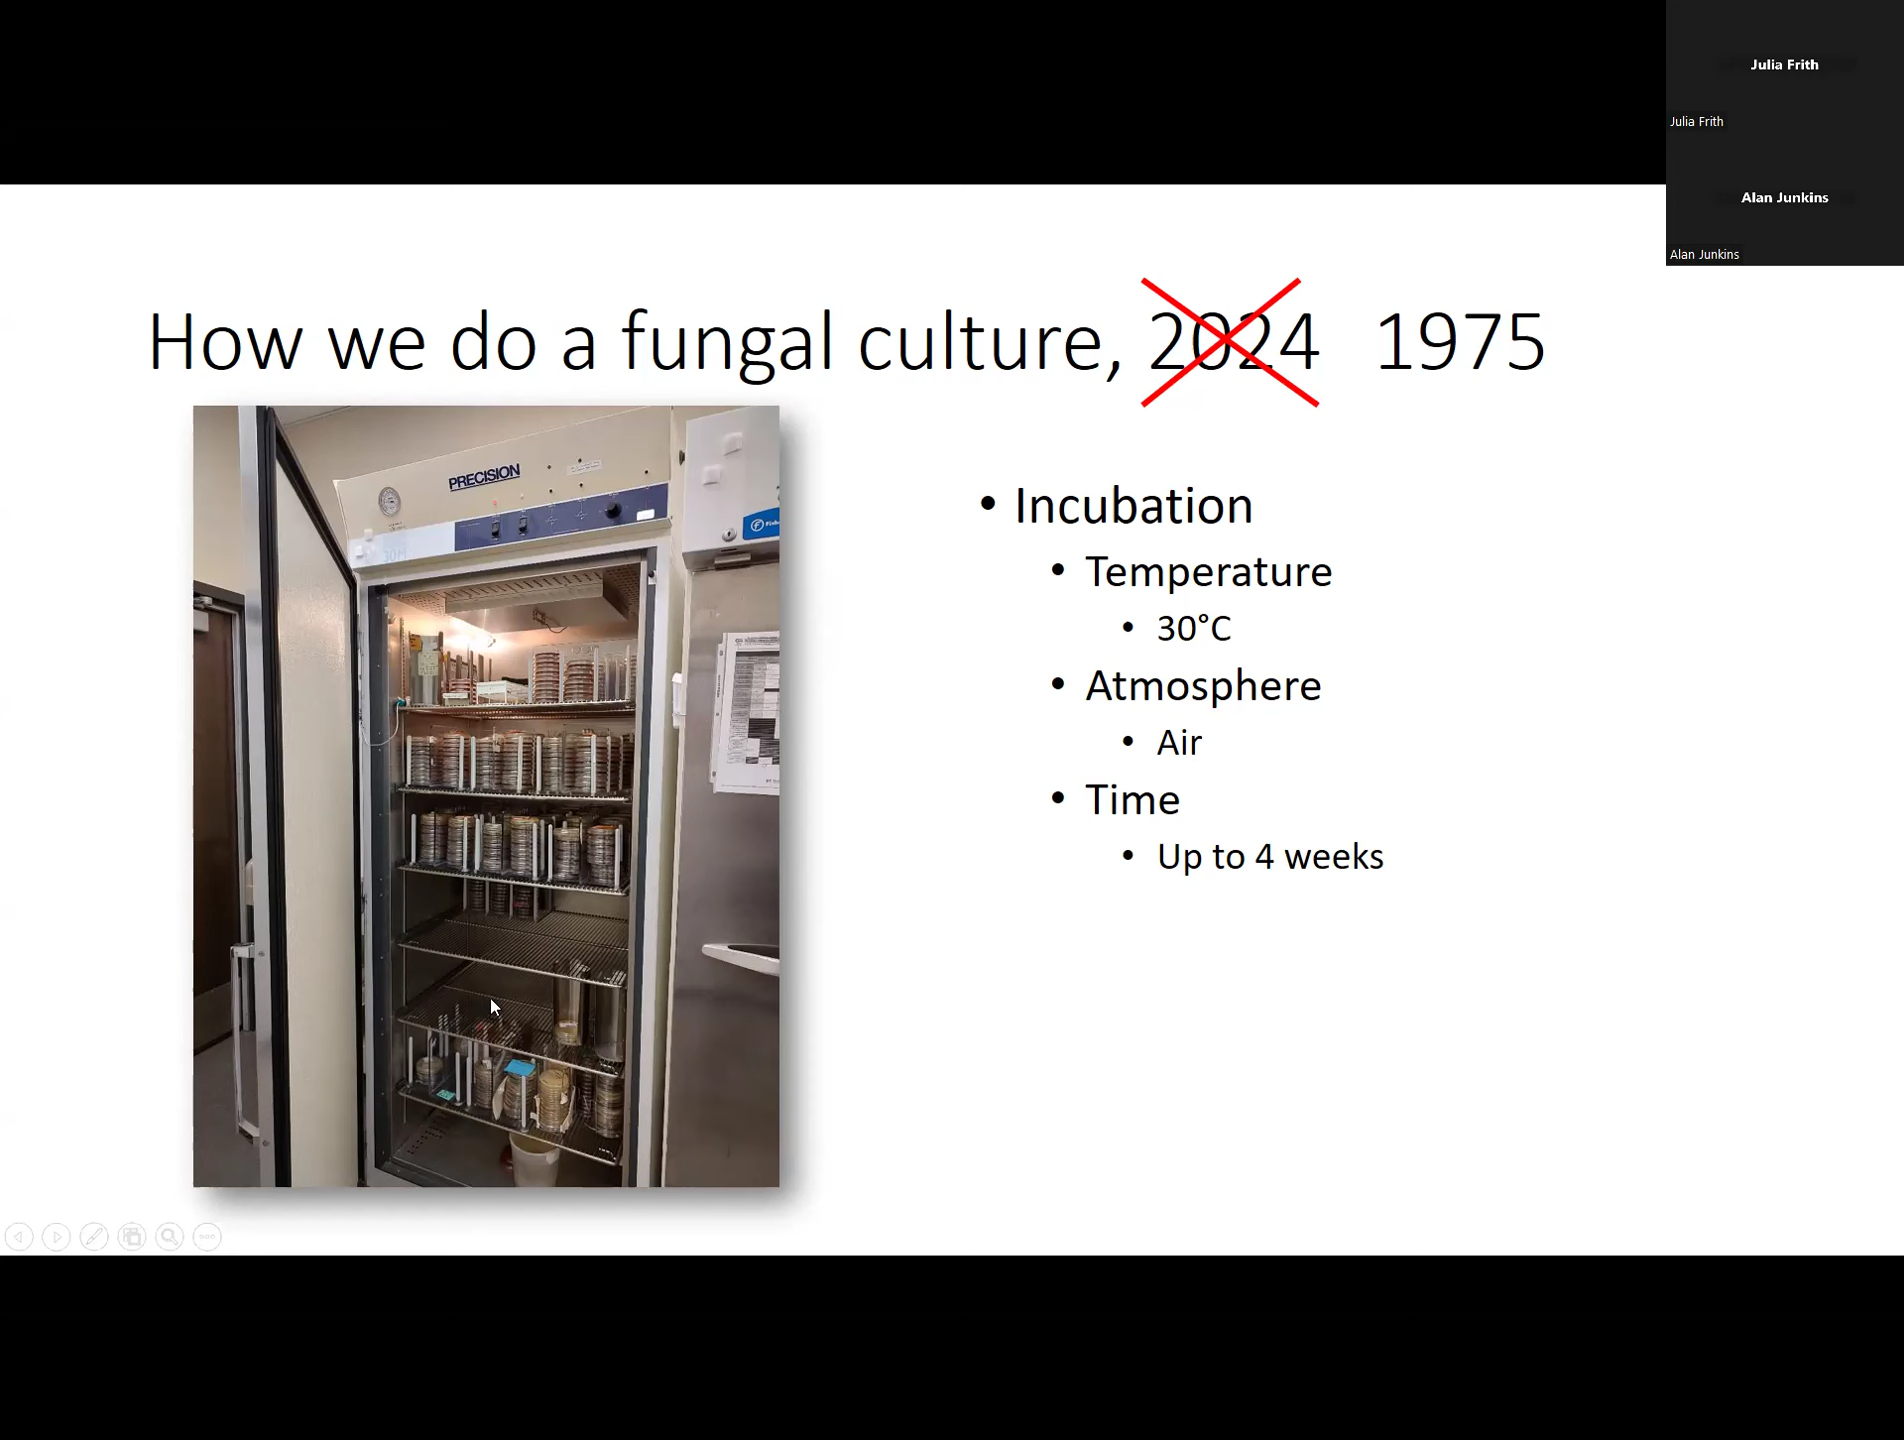 Julia Frith
Julia Frith
Alan Junkins
Alan Junkins
How we do a fungal culture, 2024 1975
PRECISION
• Incubation
• Temperature
• 30°C
• Atmosphere
• Air
• Time
• Up to 4 weeks